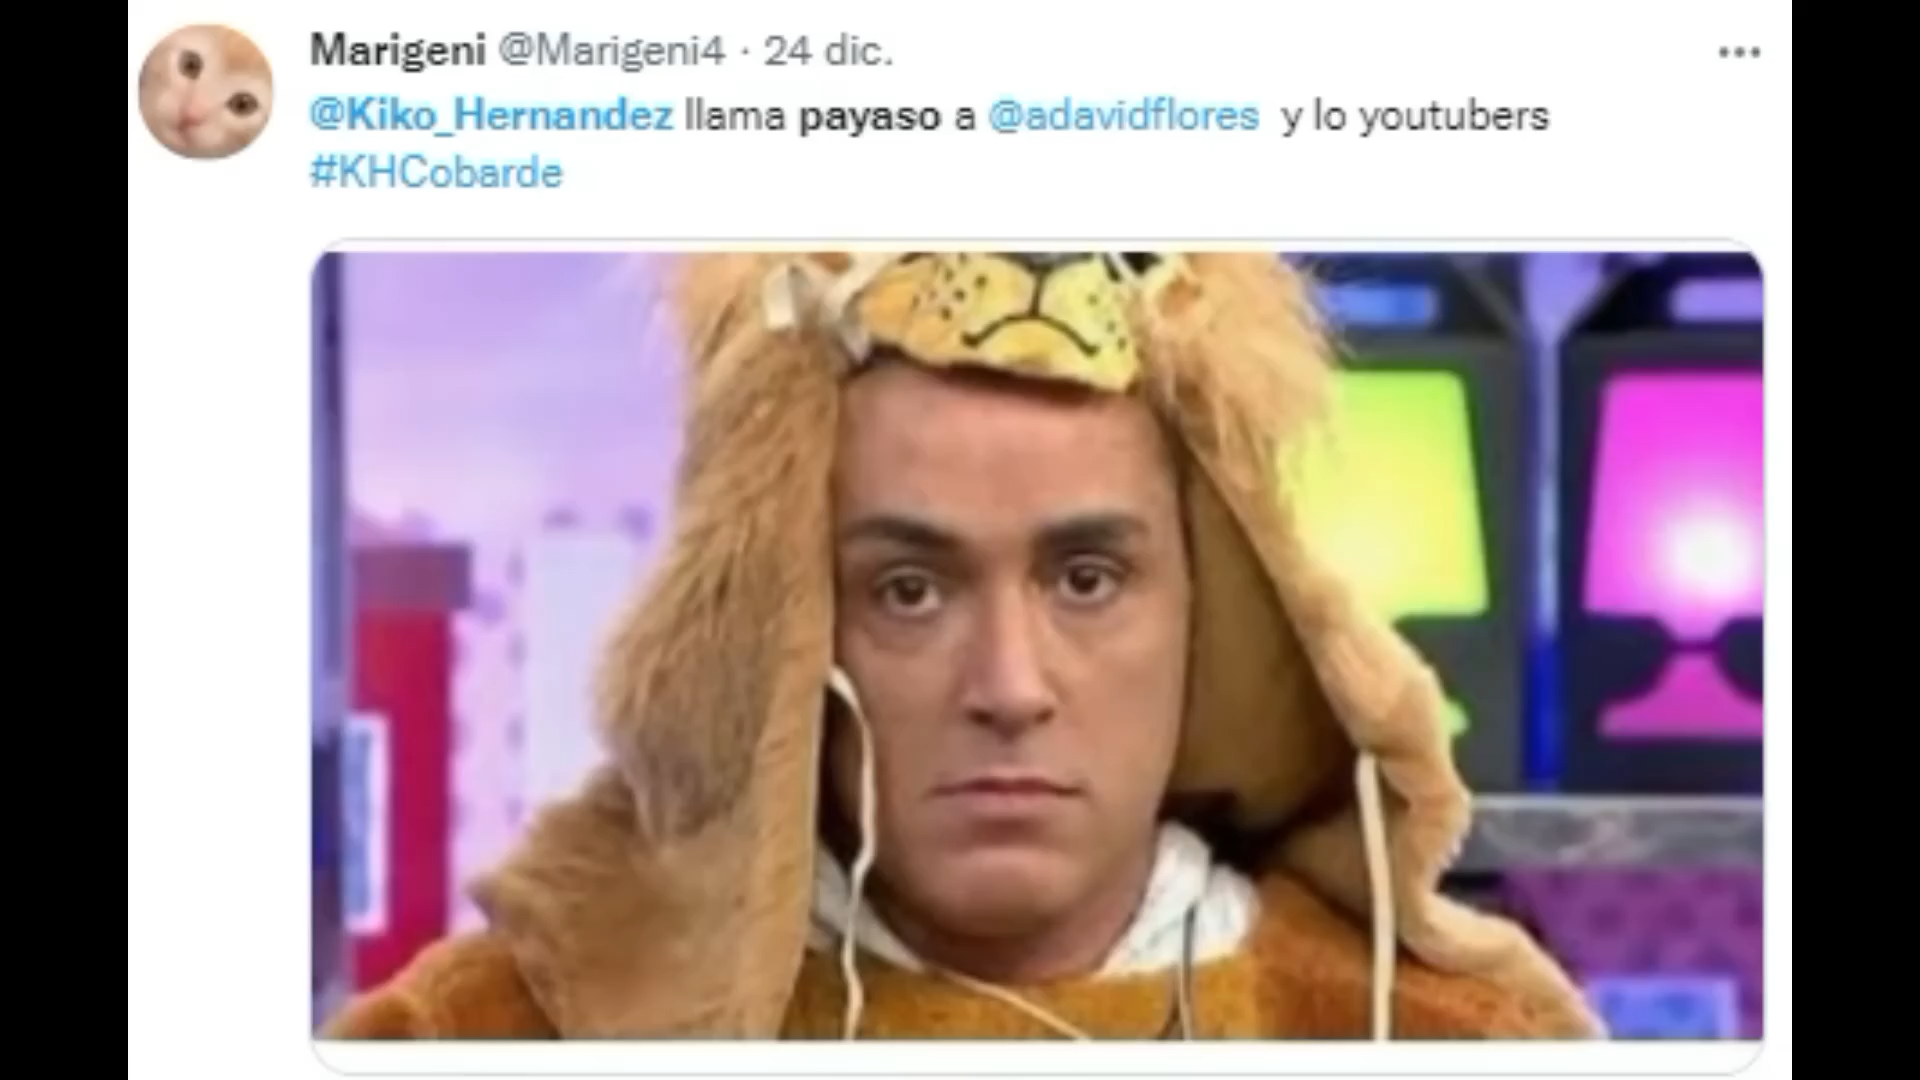 Marigeni @Marigeni4 · 24 dic.
@Kiko_Hernandez llama payaso a @adavidflores y lo youtubers
#KHCobarde